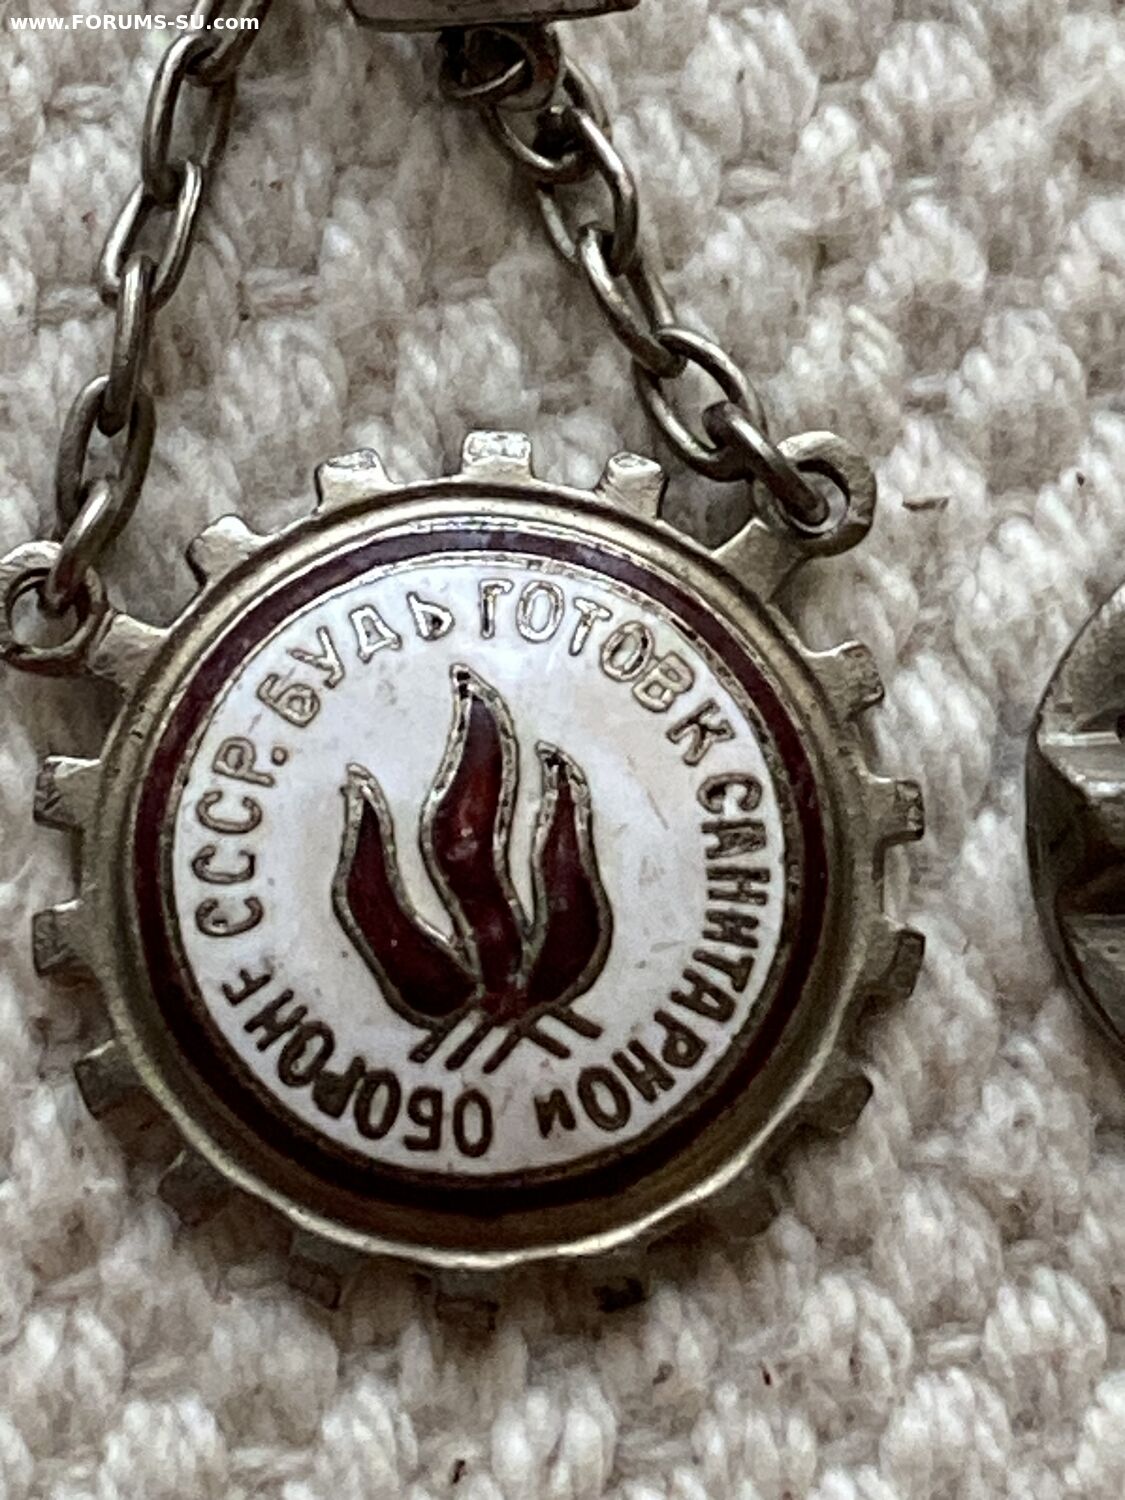 www.FORUMS-SU.com
БУДЬ ГОТОВ К САНИТАРНОЙ ОБОРОНЕ СССР.